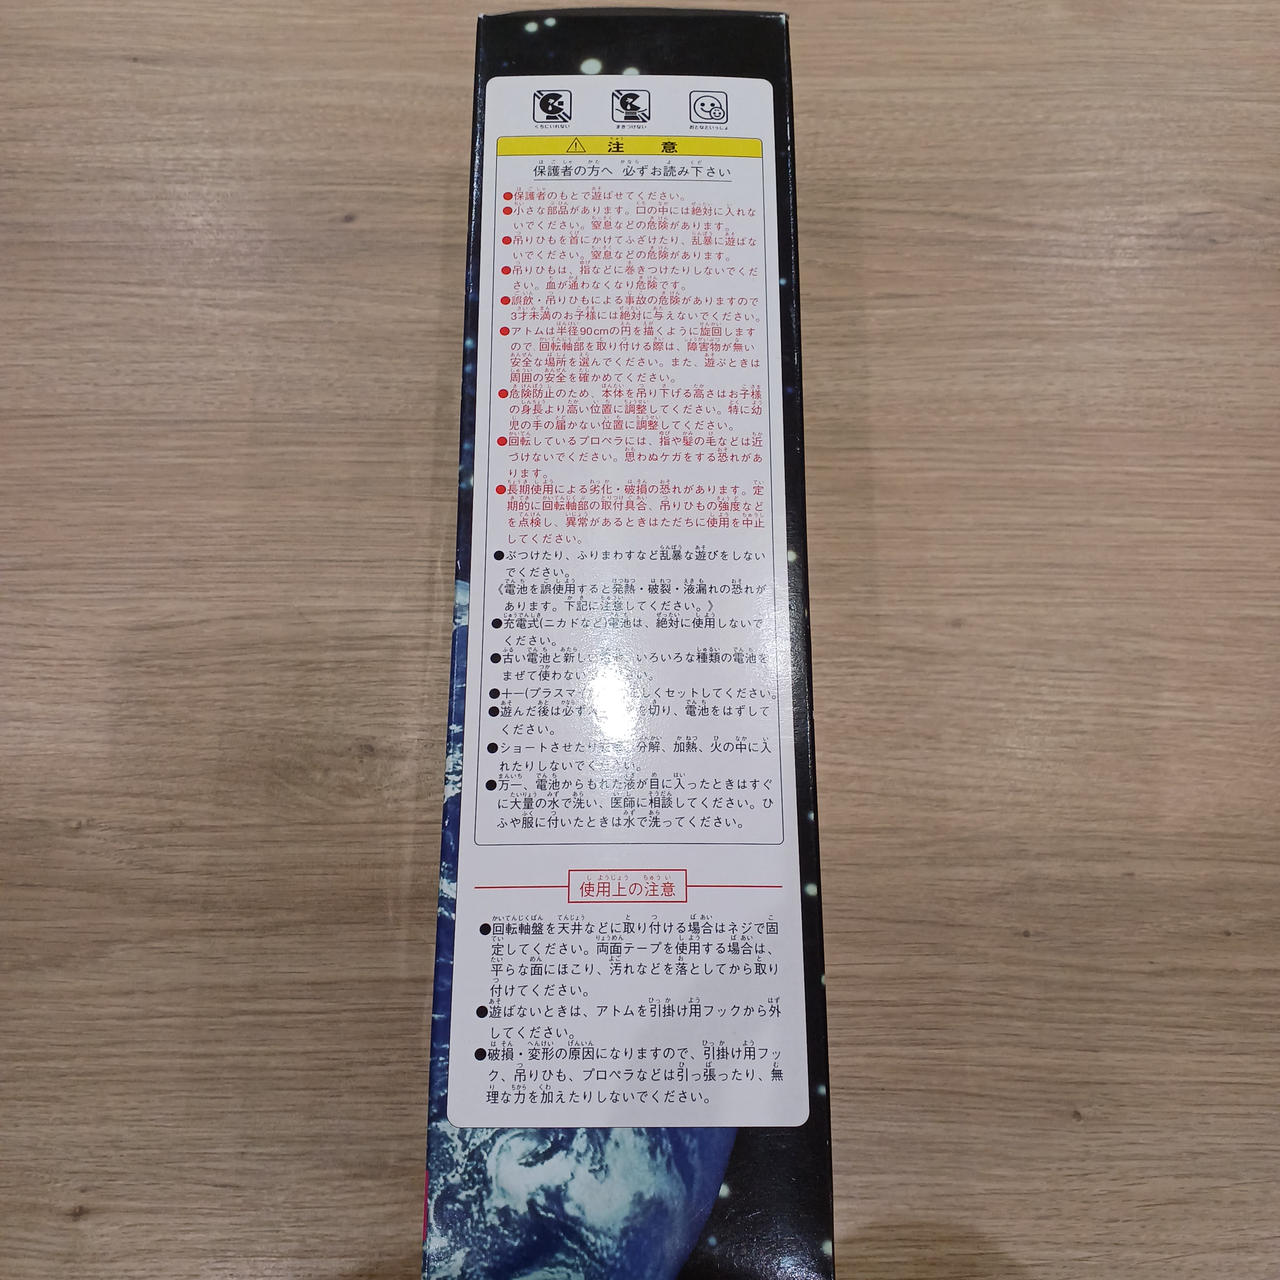 くちにいれない まきつけない おとなといっしょ
注 意
保護者の方へ 必ずお読み下さい
●保護者のもとで遊ばせてください。
●小さな部品があります。口の中には絶対に入れな
いでください。窒息などの危険があります。
●吊りひもを首にかけてふざけたり、乱暴に遊ばな
いでください。窒息などの危険があります。
●吊りひもは、指などに巻きつけたりしないでくだ
さい。血が通わなくなり危険です。
●誤飲・吊りひもによる事故の危険がありますので
3才未満のお子様には絶対に与えないでください。
●アトムは半径90cmの円を描くように旋回します
ので、回転軸部を取り付ける際は、障害物が無い
安全な場所を選んでください。また、遊ぶときは
周囲の安全を確かめてください。
●危険防止のため、本体を吊り下げる高さはお子様
の身長より高い位置に調整してください。特に幼
児の手の届かない位置に調整してください。
●回転しているプロペラには、指や髪の毛などは近
づけないでください。思わぬケガをする恐れがあ
ります。
●長期使用による劣化・破損の恐れがあります。定
期的に回転軸部の取付具合、吊りひもの強度など
を点検し、異常があるときはただちに使用を中止
してください。
●ぶつけたり、ふりまわすなど乱暴な遊びをしない
でください。
《電池を誤使用すると発熱・破裂・液漏れの恐れが
あります。下記に注意してください。》
●充電式(ニカドなど)電池は、絶対に使用しないで
ください。
●古い電池と新し いろいろな種類の電池を
まぜて使わない い。
●+−(プラスマイ しくセットしてください。
●遊んだ後は必ずス を切り、電池をはずして
ください。
●ショートさせたり 分解、加熱、火の中に入
れたりしないでください。
●万一、電池からもれた液が目に入ったときはすぐ
に大量の水で洗い、医師に相談してください。ひ
ふや服に付いたときは水で洗ってください。
使用上の注意
●回転軸盤を天井などに取り付ける場合はネジで固
定してください。両面テープを使用する場合は、
平らな面にほこり、汚れなどを落としてから取り
付けてください。
●遊ばないときは、アトムを引掛け用フックから外
してください。
●破損・変形の原因になりますので、引掛け用フッ
ク、吊りひも、プロペラなどは引っ張ったり、無
理な力を加えたりしないでください。